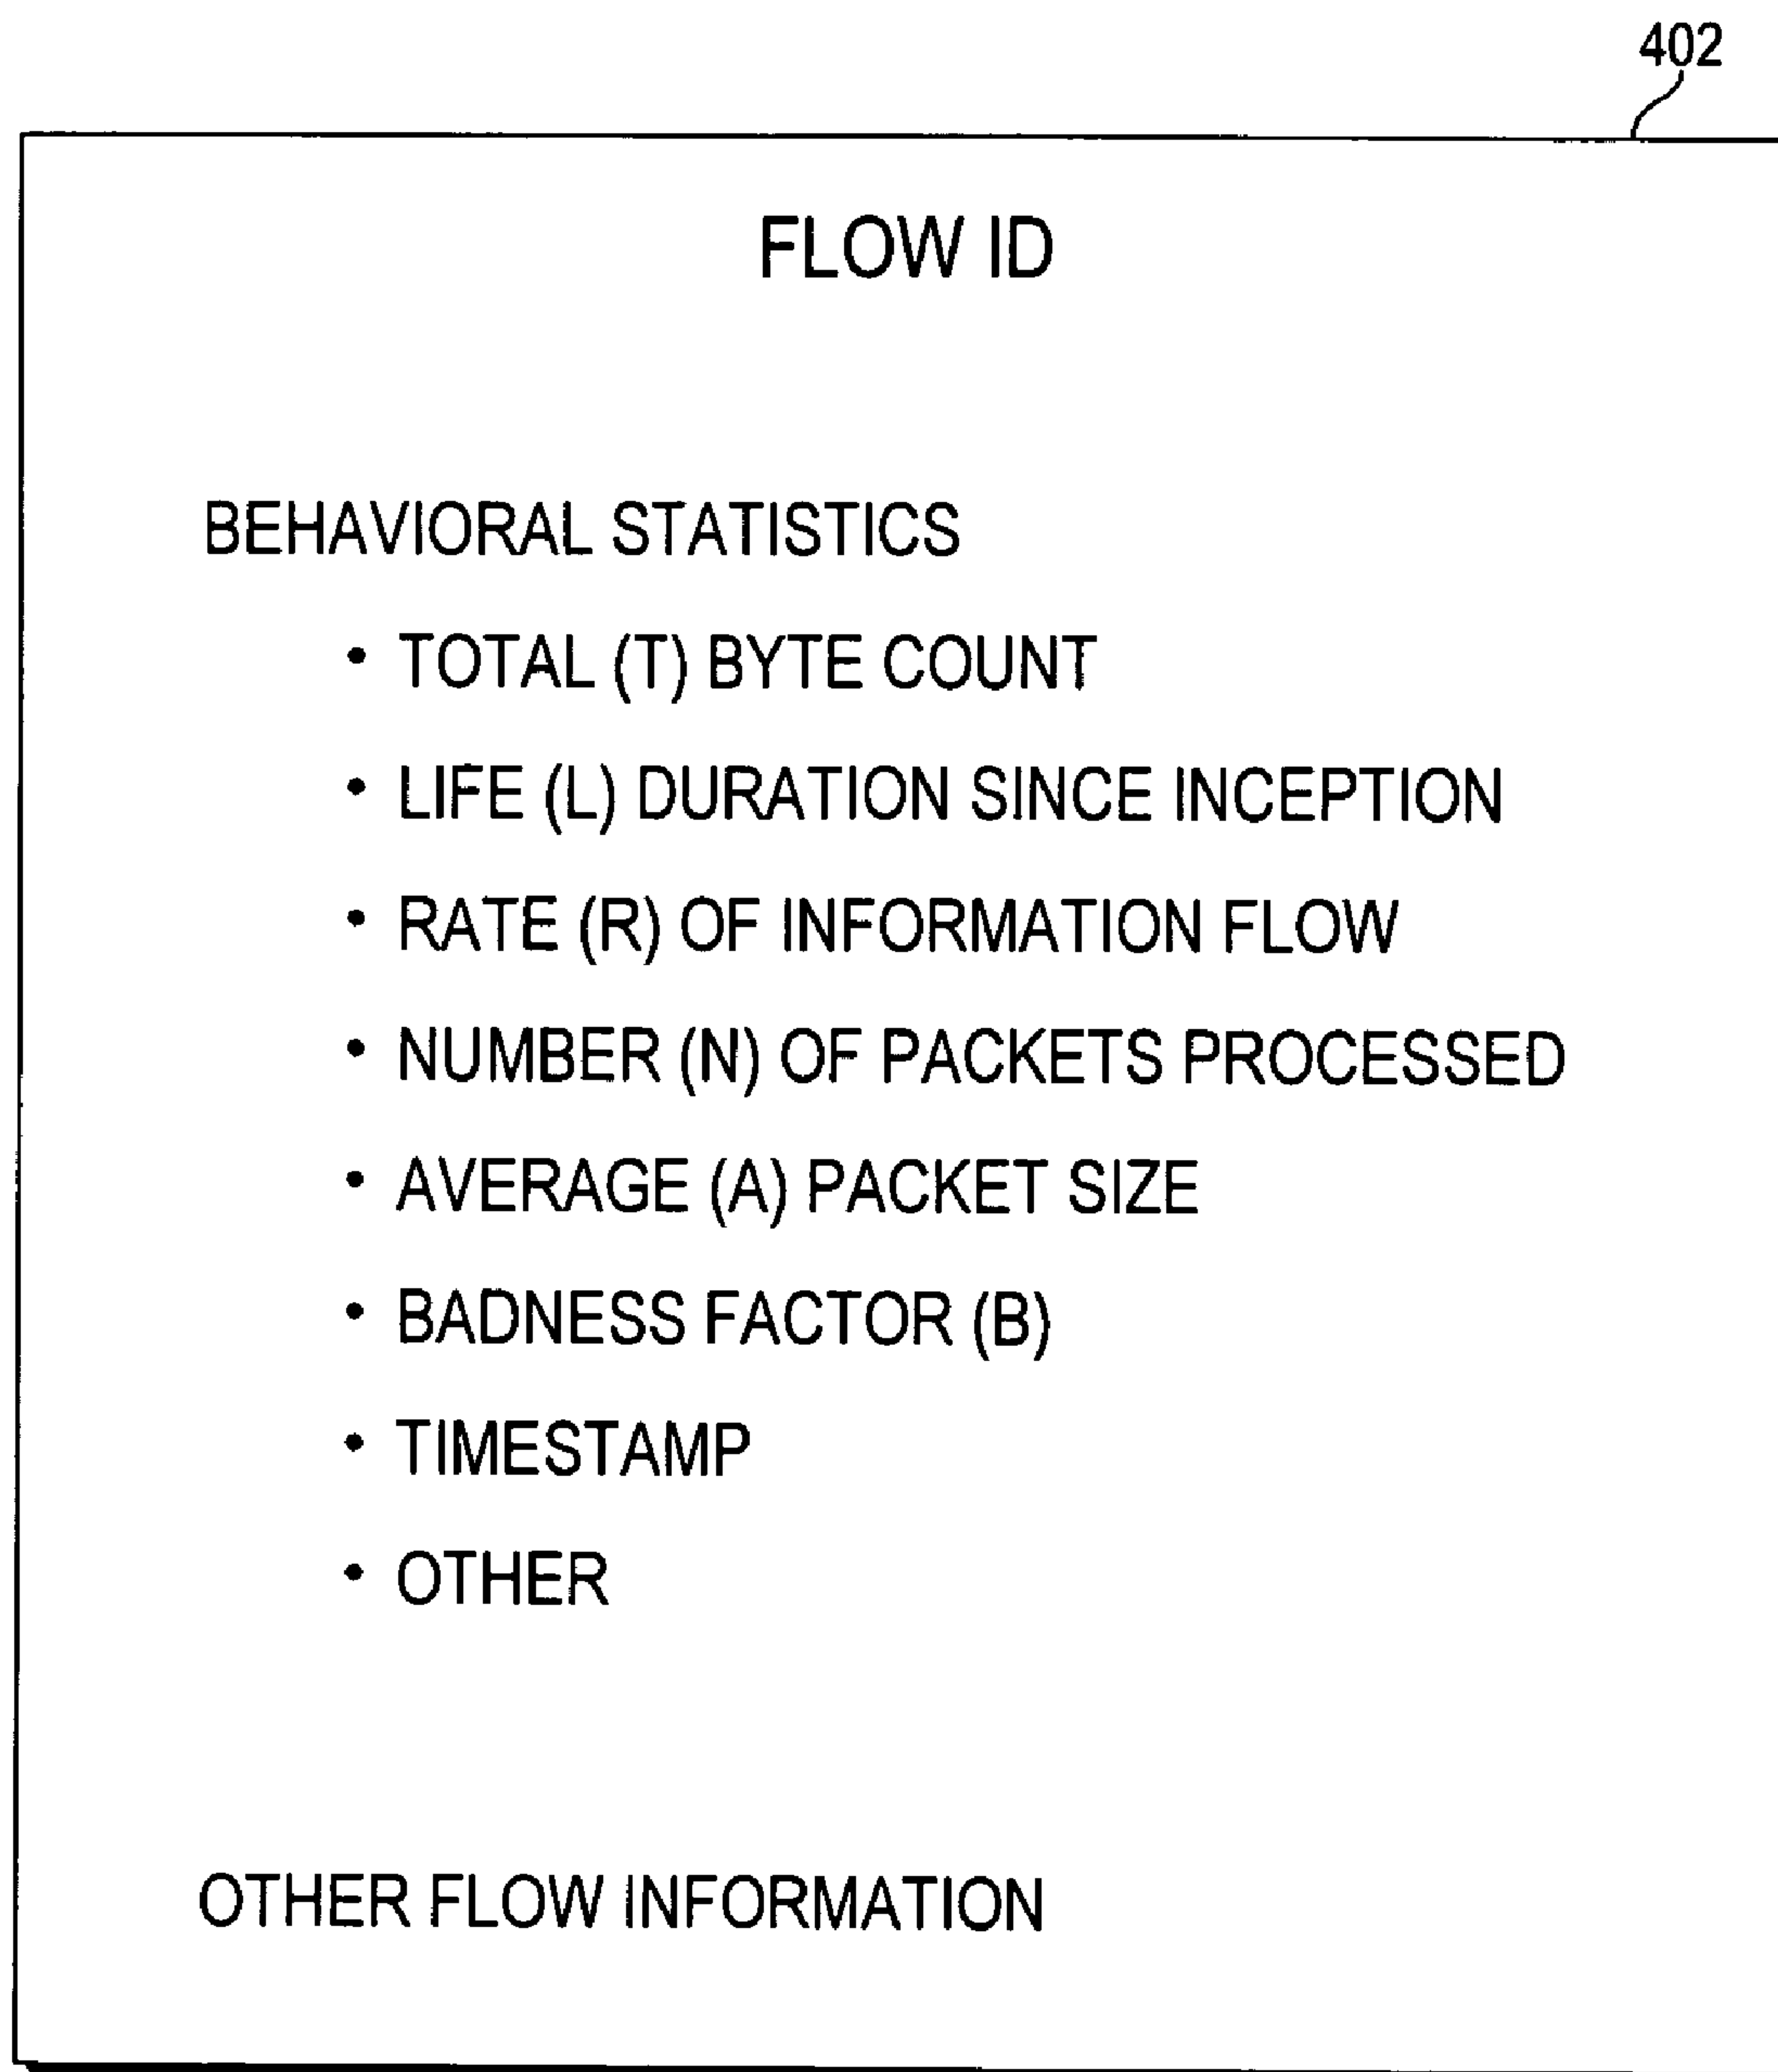 402
FLOW ID
BEHAVIORAL STATISTICS
• TOTAL (T) BYTE COUNT
• LIFE (L) DURATION SINCE INCEPTION
• RATE (R) OF INFORMATION FLOW
• NUMBER (N) OF PACKETS PROCESSED
• AVERAGE (A) PACKET SIZE
• BADNESS FACTOR (B)
• TIMESTAMP
• OTHER
OTHER FLOW INFORMATION